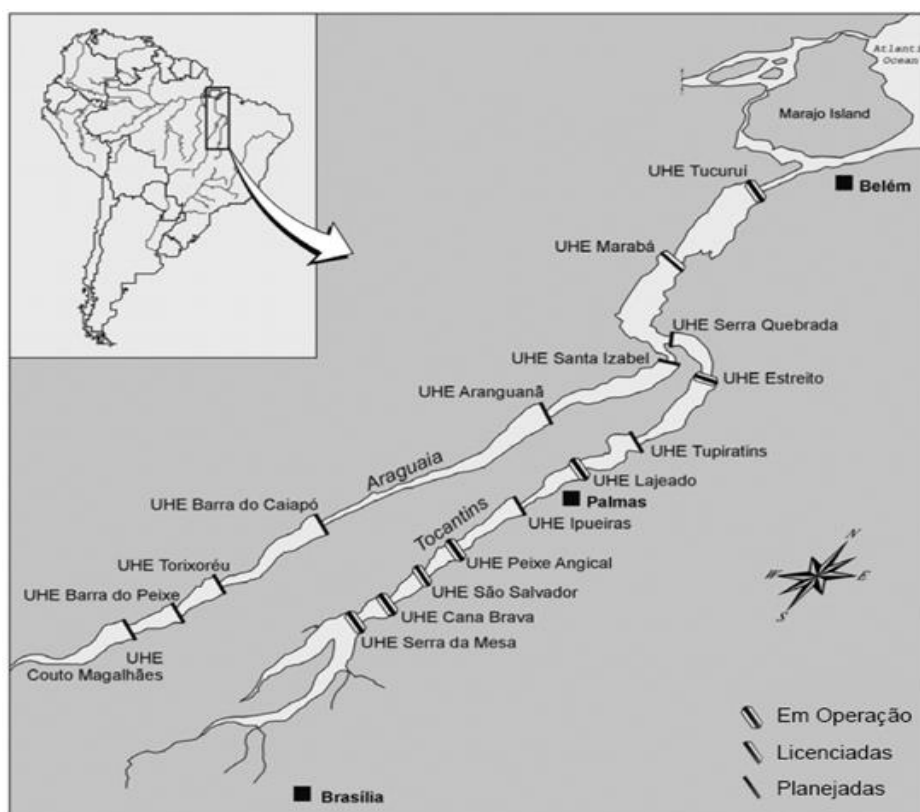 Atlantic
Ocean
Marajo Island
UHE Tucuruí
Belém
UHE Marabá
UHE Serra Quebrada
UHE Santa Izabel
UHE Estreito
UHE Aranguanã
Araguaia
UHE Tupiratins
UHE Lajeado
Palmas
UHE Barra do Caiapó
Tocantins
UHE Ipueiras
UHE Torixoréu
UHE Peixe Angical
UHE Barra do Peixe
UHE São Salvador
UHE Cana Brava
UHE Serra da Mesa
UHE
Couto Magalhães
N
W
E
S
Em Operação
Licenciadas
Planejadas
Brasília